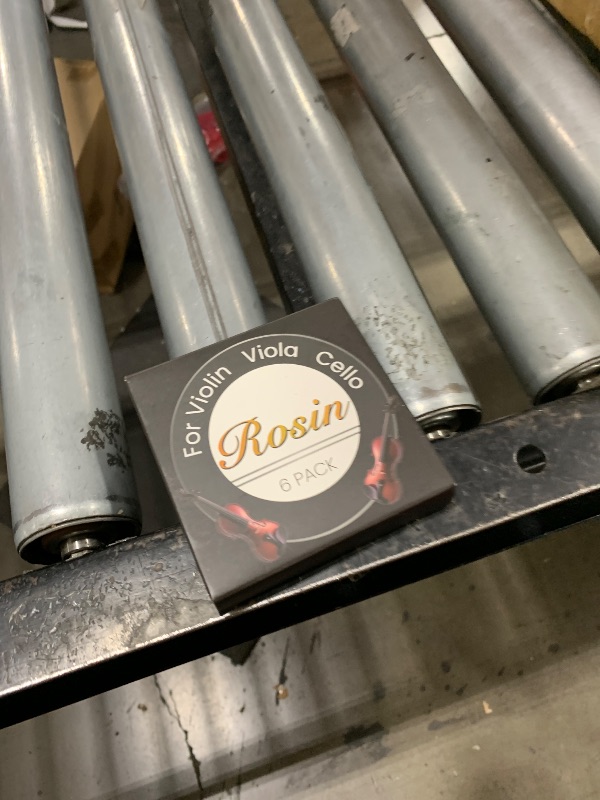 For Violin Viola Cello
Rosin
6 PACK